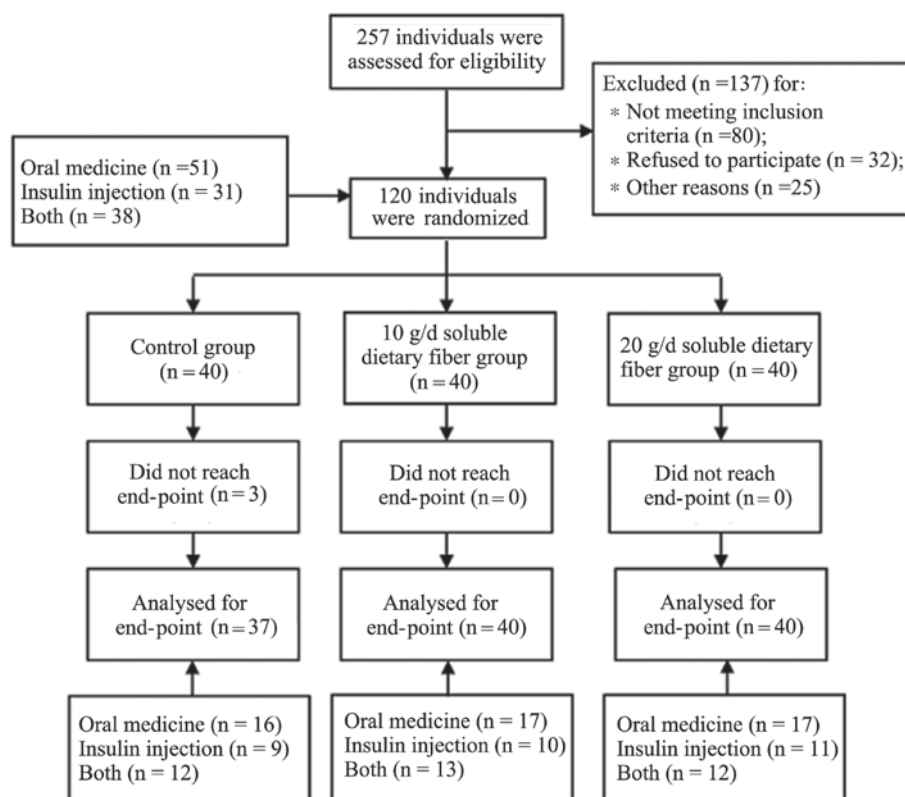 257 individuals were
assessed for eligibility
Excluded (n =137) for:
* Not meeting inclusion
criteria (n =80);
* Refused to participate (n = 32);
* Other reasons (n =25)
Oral medicine (n =51)
Insulin injection (n = 31)
Both (n = 38)
120 individuals
were randomized
Control group
(n = 40)
10 g/d soluble
dietary fiber group
(n = 40)
20 g/d soluble dietary
fiber group (n = 40)
Did not reach
end-point (n = 3)
Did not reach
end-point (n = 0)
Did not reach
end-point (n = 0)
Analysed for
end-point (n = 37)
Analysed for
end-point (n = 40)
Analysed for
end-point (n = 40)
Oral medicine (n = 16)
Insulin injection (n = 9)
Both (n = 12)
Oral medicine (n = 17)
Insulin injection (n = 10)
Both (n = 13)
Oral medicine (n = 17)
Insulin injection (n = 11)
Both (n = 12)